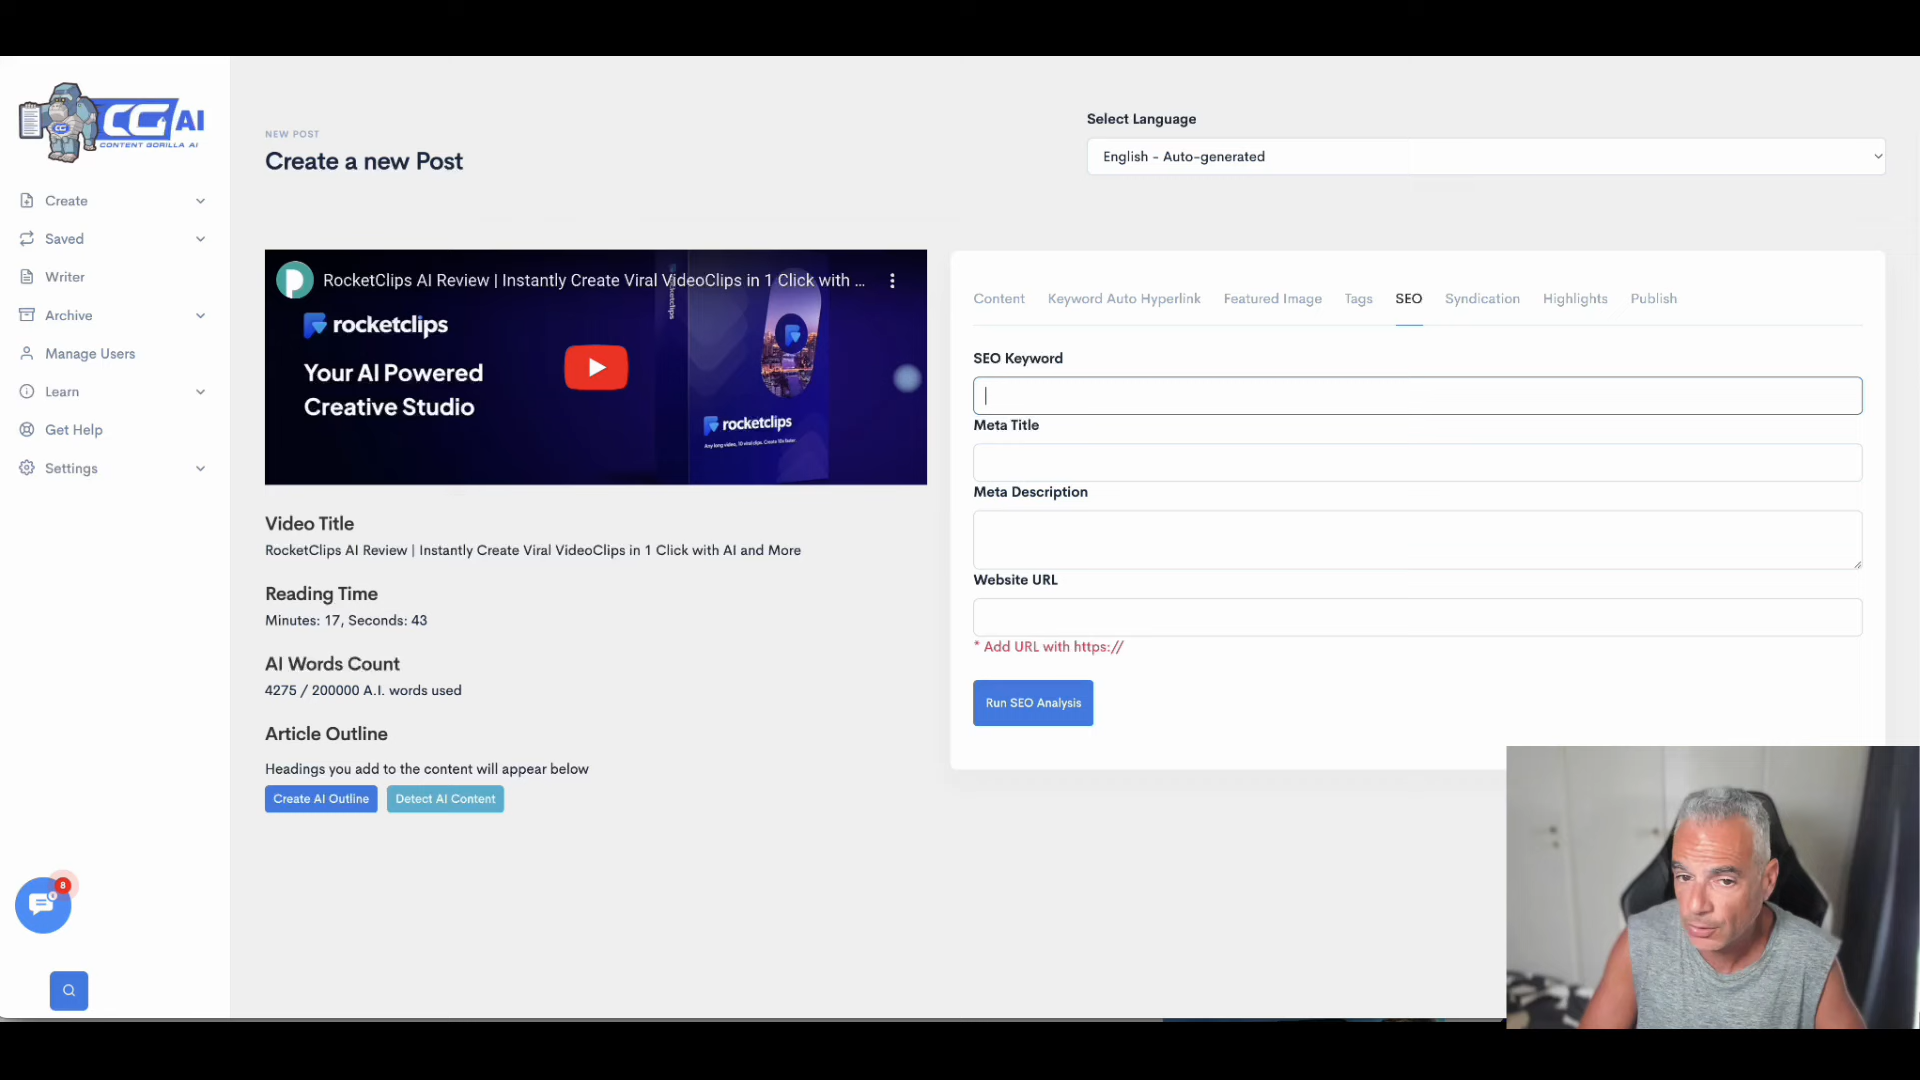 CG AI
CONTENT GORILLA AI
CG
Create
Saved
Writer
Archive
Manage Users
Learn
Get Help
Settings
8
NEW POST
Create a new Post
Select Language
English - Auto-generated
RocketClips AI Review | Instantly Create Viral VideoClips in 1 Click with ...
rocketclips
Your AI Powered
Creative Studio
rocketclips
Video Title
RocketClips AI Review | Instantly Create Viral VideoClips in 1 Click with AI and More
Reading Time
Minutes: 17, Seconds: 43
AI Words Count
4275 / 200000 A.I. words used
Article Outline
Headings you add to the content will appear below
Create AI Outline
Detect AI Content
Content
Keyword Auto Hyperlink
Featured Image
Tags
SEO
Syndication
Highlights
Publish
SEO Keyword
Meta Title
Meta Description
Website URL
* Add URL with https://
Run SEO Analysis